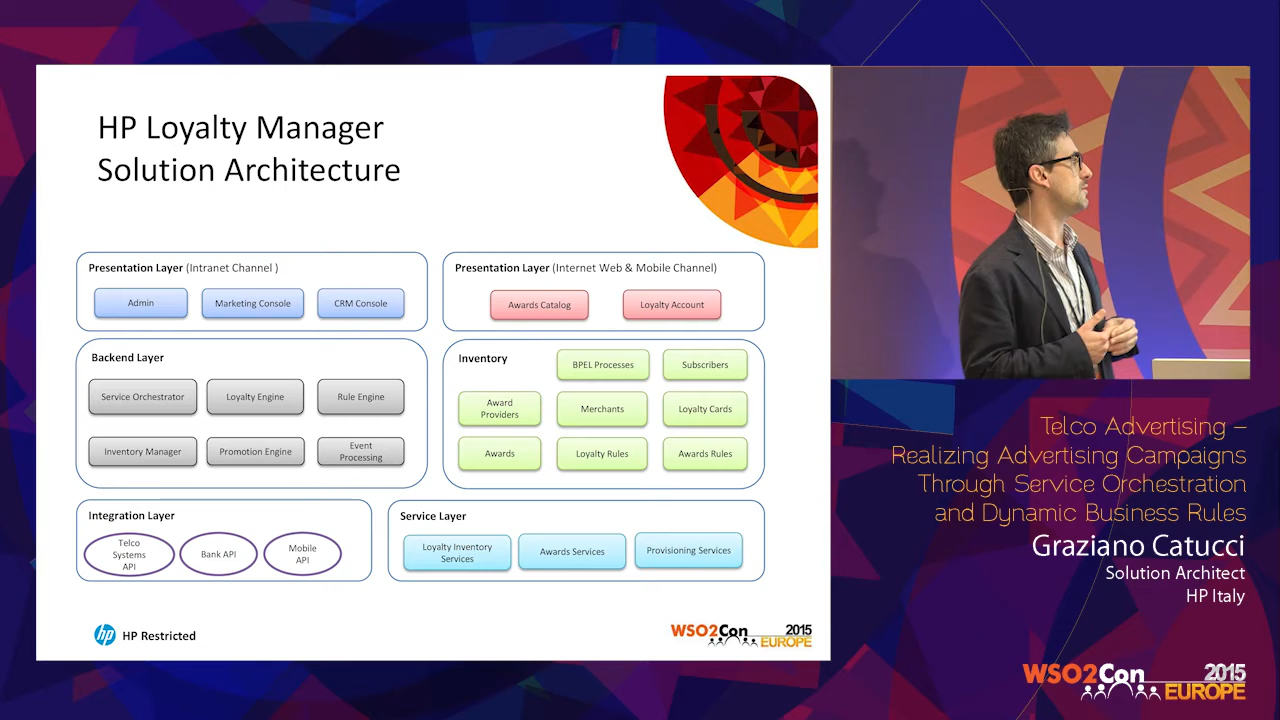 HP Loyalty Manager
Solution Architecture
Presentation Layer (Intranet Channel )
Admin
Marketing Console
CRM Console
Presentation Layer (Internet Web & Mobile Channel)
Awards Catalog
Loyalty Account
Backend Layer
Service Orchestrator
Loyalty Engine
Rule Engine
Inventory Manager
Promotion Engine
Event
Processing
Inventory
BPEL Processes
Subscribers
Award
Providers
Merchants
Loyalty Cards
Awards
Loyalty Rules
Awards Rules
Integration Layer
Telco
Systems
API
Bank API
Mobile
API
Service Layer
Loyalty Inventory
Services
Awards Services
Provisioning Services
hp HP Restricted
WSO2Con 2015
EUROPE
Telco Advertising –
Realizing Advertising Campaigns
Through Service Orchestration
and Dynamic Business Rules
Graziano Catucci
Solution Architect
HP Italy
WSO2Con 2015
EUROPE